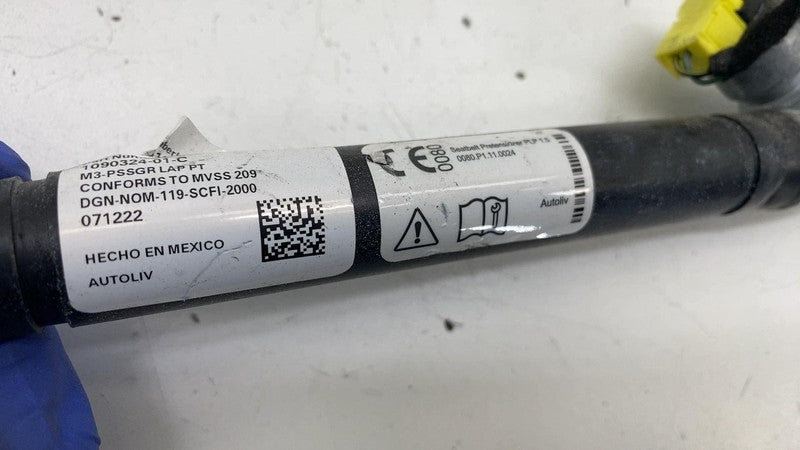 1090324-01-C
M3-PSSGR LAP PT
CONFORMS TO MVSS 209
DGN-NOM-119-SCFI-2000
071222
HECHO EN MEXICO
AUTOLIV
CE
0080
Seatbelt Pretensioner PLP 1.5
0080.P1.11.0024
Autoliv